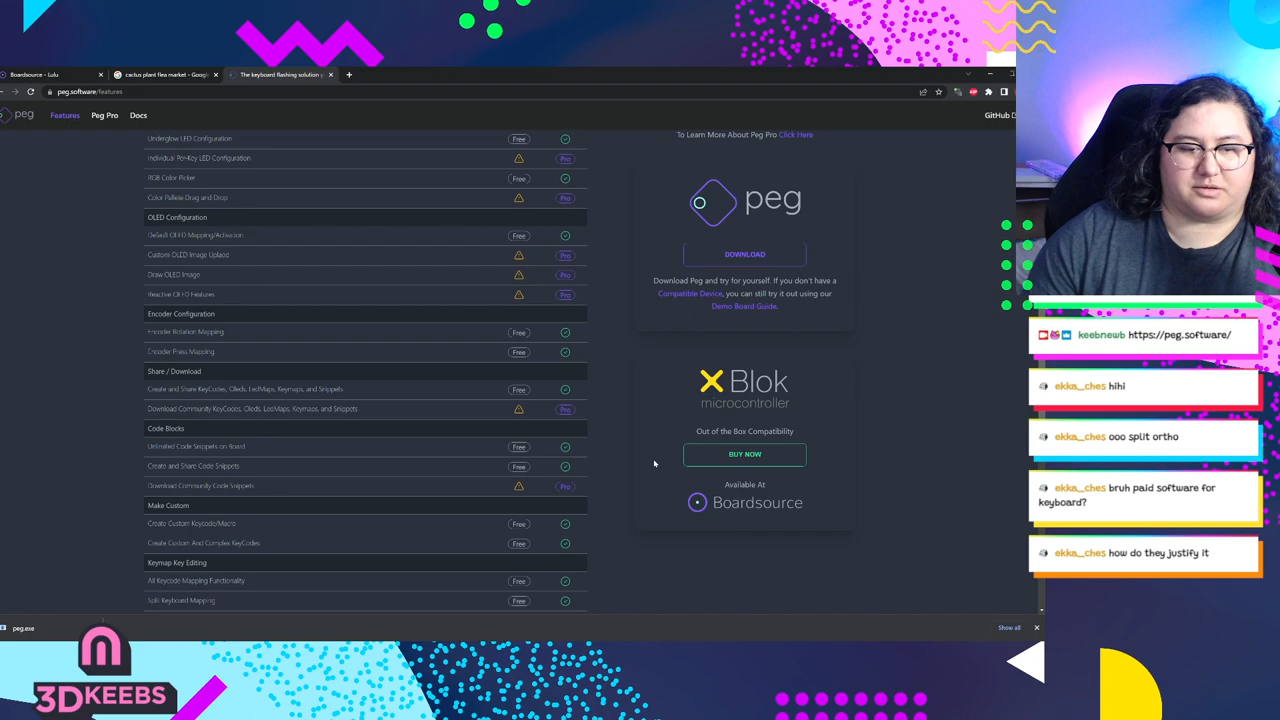 Boardsource - Lulu
cactus plant flea market - Google
The keyboard flashing solution y
peg.software/features
peg
Features
Peg Pro
Docs
GitHub
Underglow LED Configuration Free
Individual Per-Key LED Configuration Pro
RGB Color Picker Free
Color Pallete Drag and Drop Pro
OLED Configuration
Default OLED Mapping/Activation Free
Custom OLED Image Upload Pro
Draw OLED Image Pro
Reactive OLED Features Pro
Encoder Configuration
Encoder Rotation Mapping Free
Encoder Press Mapping Free
Share / Download
Create and Share KeyCodes, Oleds, LedMaps, Keymaps, and Snippets Free
Download Community KeyCodes, Oleds, LedMaps, Keymaps, and Snippets Pro
Code Blocks
Unlimited Code Snippets on Board Free
Create and Share Code Snippets Free
Download Community Code Snippets Pro
Make Custom
Create Custom Keycode/Macro Free
Create Custom And Complex KeyCodes Free
Keymap Key Editing
All Keycode Mapping Functionality Free
Split Keyboard Mapping Free
To Learn More About Peg Pro Click Here
peg
DOWNLOAD
Download Peg and try for yourself. If you don't have a
Compatible Device, you can still try it out using our
Demo Board Guide.
Blok
microcontroller
Out of the Box Compatibility
BUY NOW
Available At
Boardsource
peg.exe
Show all
3DKEEBS
keebnewb https://peg.software/
ekka_ches hihi
ekka_ches ooo split ortho
ekka_ches bruh paid software for
keyboard?
ekka_ches how do they justify it